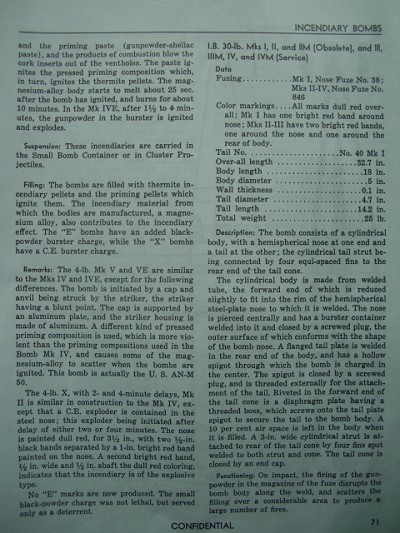 INCENDIARY BOMBS
and the priming paste (gunpowder-shellac
paste), and the products of combustion blow the
cork inserts out of the ventholes. The paste ig-
nites the pressed priming composition which,
in turn, ignites the thermite pellets. The mag-
nesium-alloy body starts to melt about 25 sec.
after the bomb has ignited, and burns for about
10 minutes. In the Mk IVE, after 1½ to 4 min-
utes, the gunpowder in the burster is ignited
and explodes.
Suspension: These incendiaries are carried in
the Small Bomb Container or in Cluster Pro-
jectiles.
Filling: The bombs are filled with thermite in-
cendiary pellets and the priming pellets which
ignite them. The incendiary material from
which the bodies are manufactured, a magne-
sium alloy, also contributes to the incendiary
effect. The "E" bombs have an added black-
powder burster charge, while the "X" bombs
have a C.E. burster charge.
Remarks: The 4-lb. Mk V and VE are similar
to the Mks IV and IVE, except for the following
differences. The bomb is initiated by a cap and
anvil being struck by the striker, the striker
having a blunt point. The cap is supported by
an aluminum plate, and the striker housing is
made of aluminum. A different kind of pressed
priming composition is used, which is more vio-
lent than the priming compositions used in the
Bomb Mk IV, and causes some of the mag-
nesium-alloy to scatter when the bombs are
ignited. This bomb is actually the U. S. AN-M
50.
The 4-lb. X, with 2- and 4-minute delays, Mk
IV, is similar in construction to the Mk IV, ex-
cept that a C.E. exploder is contained in the
steel nose; this exploder being initiated after
delay of either two or four minutes. The nose
is painted dull red, for 3½ in., with two ½-in.
black bands separated by a 1-in. bright red band
painted on the nose. A second bright red band,
½ in. wide and ½ in. abaft the dull red coloring,
indicates that the incendiary is of the explosive
type.
No "E" marks are now produced. The small
black-powder charge was not lethal, but served
only as a deterrent.
I.B. 30-lb. Mks I, II, and IIM (Obsolete), and III,
IIIM, IV, and IVM (Service)
Data
Fuzing............Mk I, Nose Fuze No. 38;
Mks II-IV, Nose Fuze No.
846
Color markings....All marks dull red over-
all; Mk I has one bright red band around
nose; Mks II-III have two bright red bands,
one around the nose and one around the
rear of body.
Tail No. ....................No. 40 Mk I
Over-all length ..................32.7 in.
Body length .......................18 in.
Body diameter ......................5 in.
Wall thickness ....................0.1 in.
Tail diameter .....................4.7 in.
Tail length ......................14.2 in.
Total weight ......................25 lb.
Description: The bomb consists of a cylindrical
body, with a hemispherical nose at one end and
a tail at the other; the cylindrical tail strut be-
ing connected by four equi-spaced fins to the
rear end of the tail cone.
The cylindrical body is made from welded
tube, the forward end of which is reduced
slightly to fit into the rim of the hemispherical
steel-plate nose to which it is welded. The nose
is pierced centrally and has a burster container
welded into it and closed by a screwed plug, the
outer surface of which conforms with the shape
of the bomb nose. A flanged tail plate is welded
in the rear end of the body, and has a hollow
spigot through which the bomb is charged in
the center. The spigot is closed by a screwed
plug, and is threaded externally for the attach-
ment of the tail. Riveted in the forward end of
the tail cone is a diaphragm plate having a
threaded boss, which screws onto the tail plate
spigot to secure the tail to the bomb body. A
10 per cent air space is left in the body when
it is filled. A 3-in. wide cylindrical strut is at-
tached to rear of the tail cone by four fins spot
welded to both strut and cone. The tail cone is
closed by an end cap.
Functioning: On impact, the firing of the gun-
powder in the magazine of the fuze disrupts the
bomb body along the weld, and scatters the
filling over a considerable area to produce a
large number of fires.
CONFIDENTIAL
71